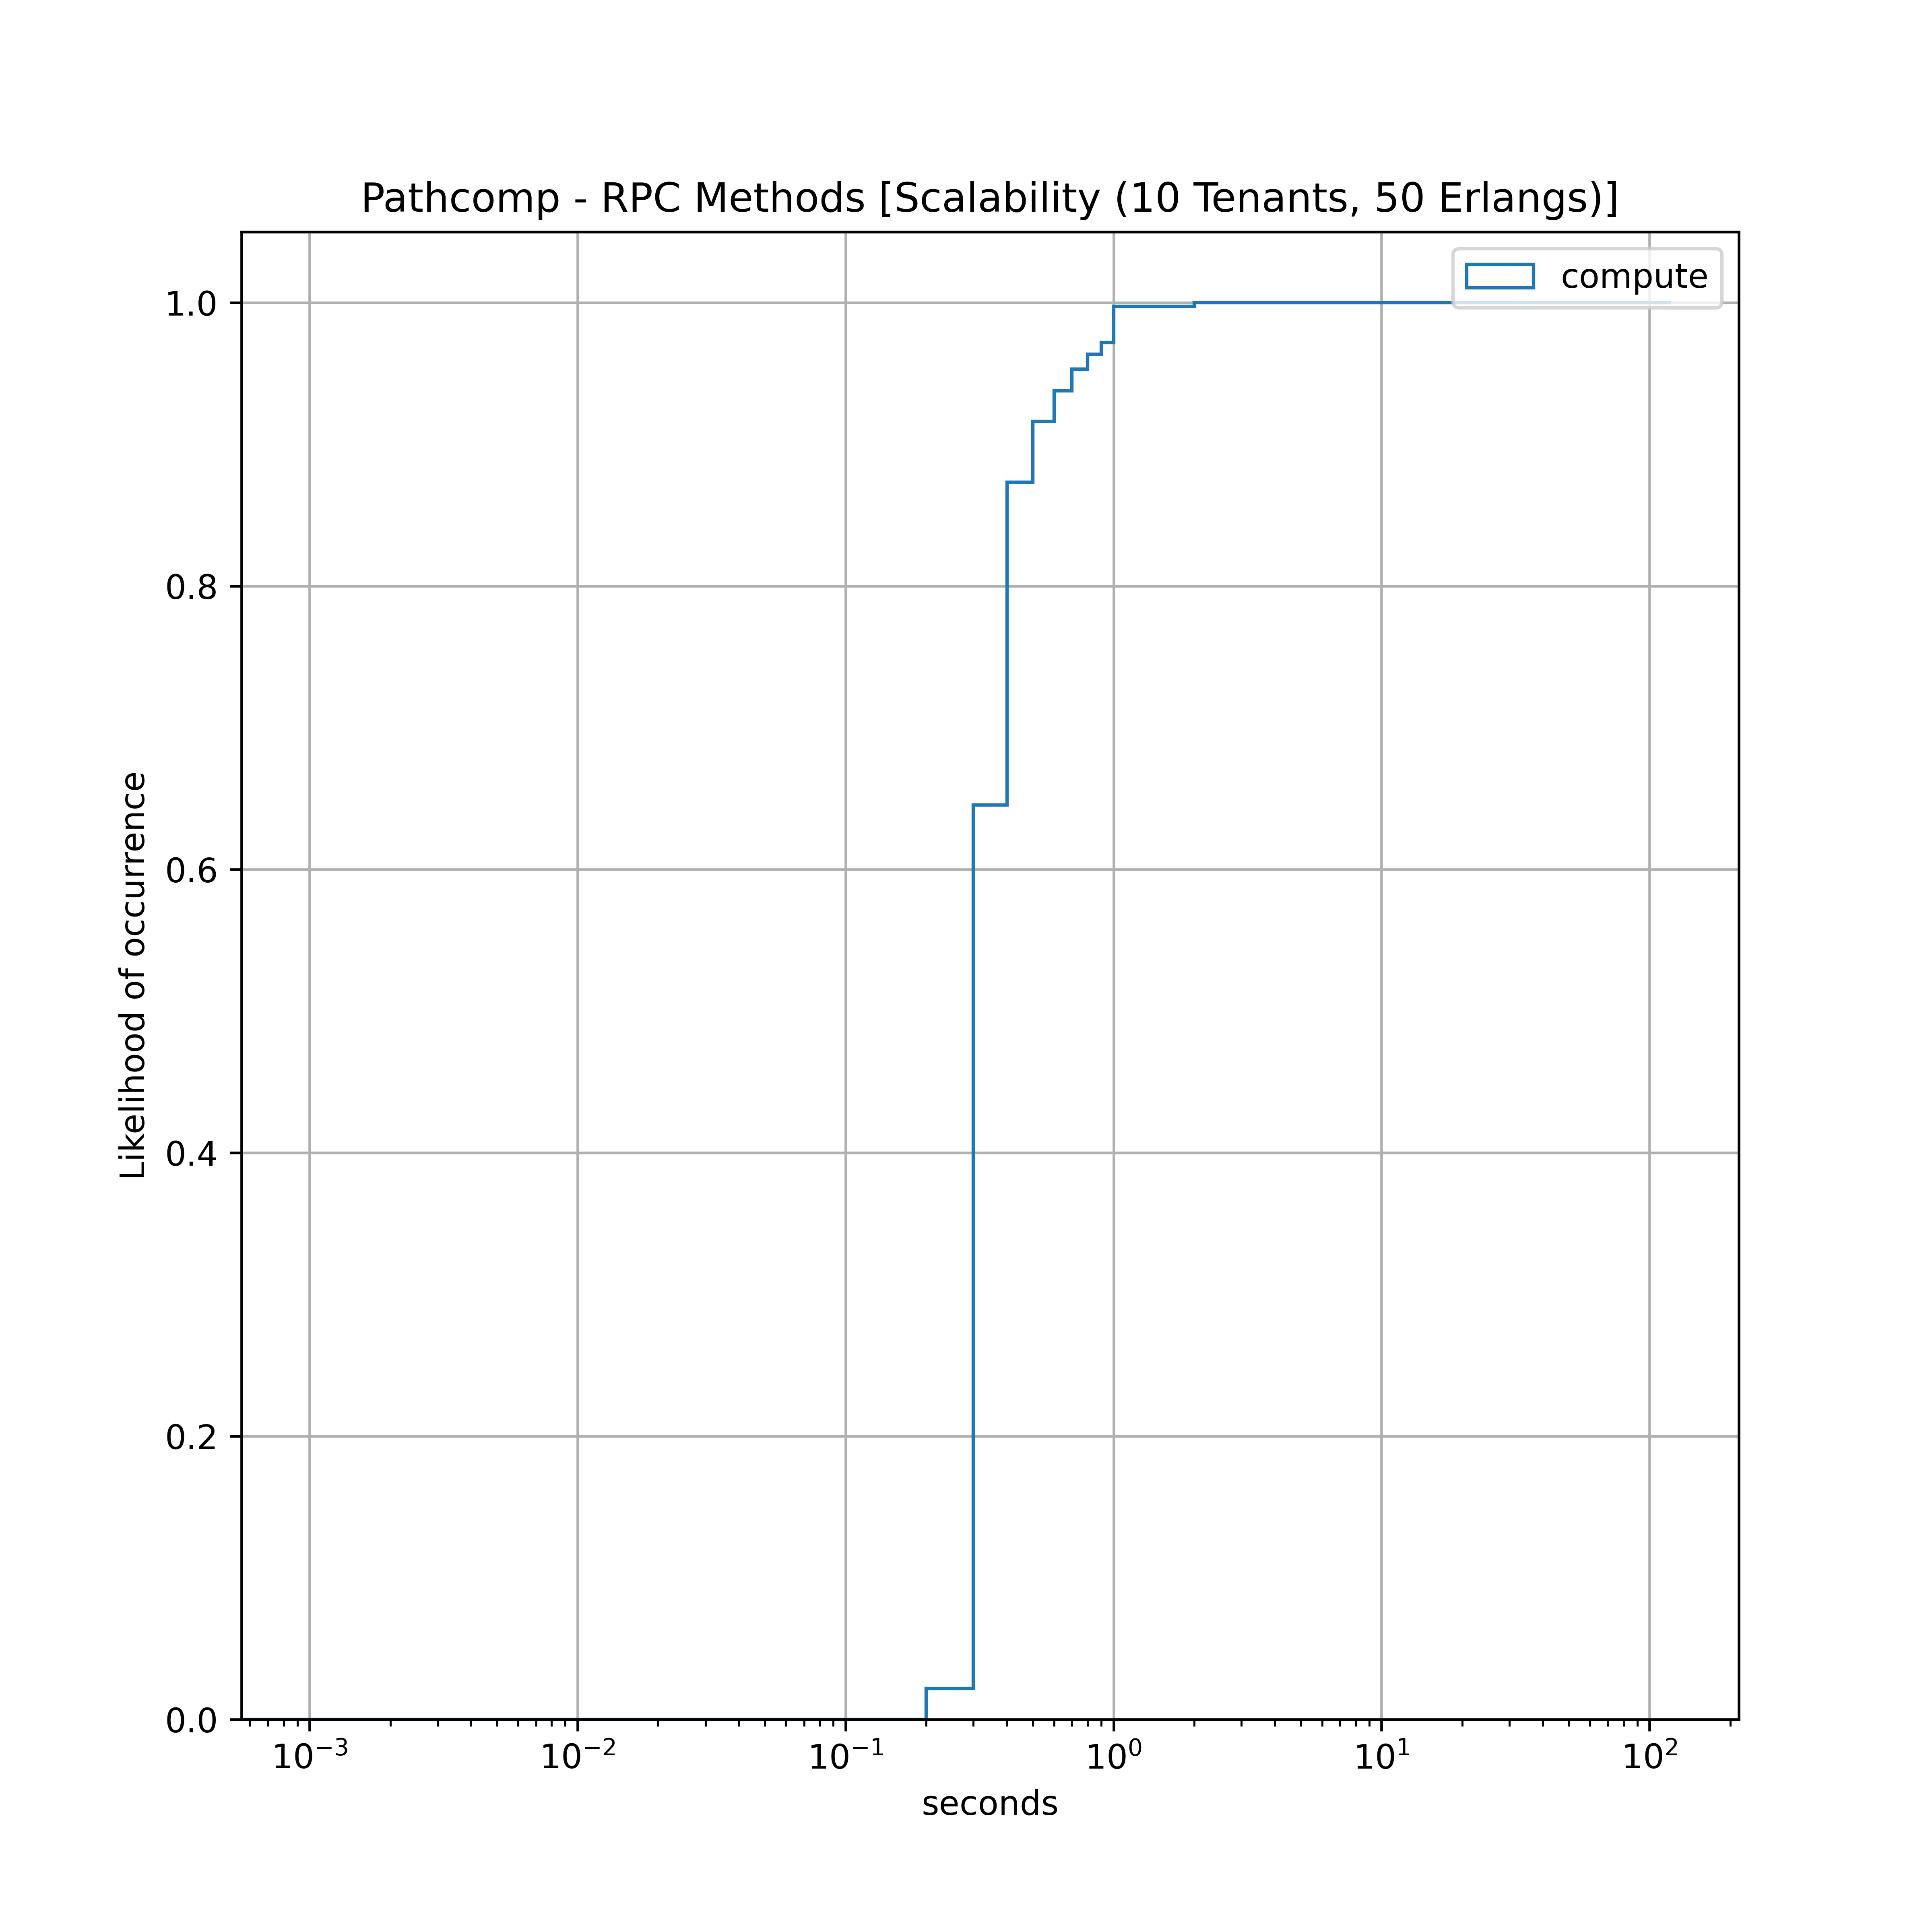 Pathcomp - RPC Methods [Scalability (10 Tenants, 50 Erlangs)]
compute
1.0
0.8
0.6
0.4
0.2
0.0
Likelihood of occurrence
10⁻³ 10⁻² 10⁻¹ 10⁰ 10¹ 10²
seconds